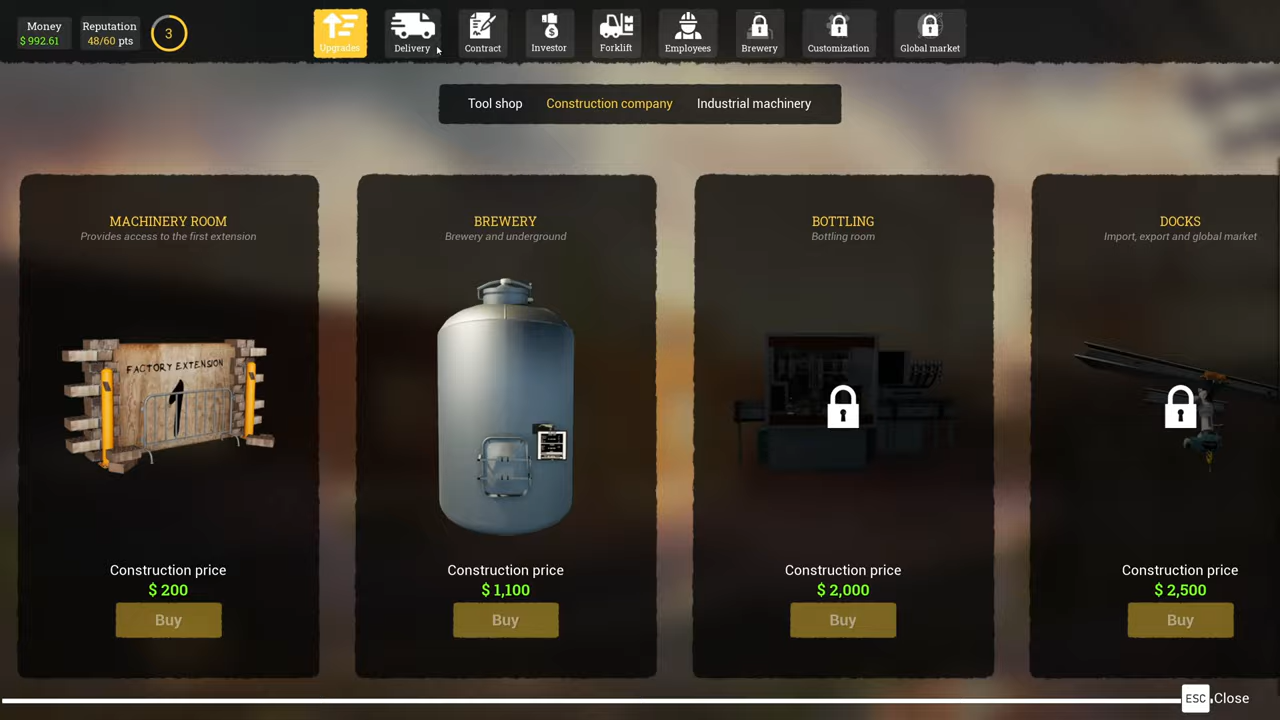 Money
$ 992.61
Reputation
48/60 pts
3
Upgrades
Delivery
Contract
Investor
Forklift
Employees
Brewery
Customization
Global market
Tool shop
Construction company
Industrial machinery
MACHINERY ROOM
Provides access to the first extension
FACTORY EXTENSION
1
Construction price
$ 200
Buy
BREWERY
Brewery and underground
Construction price
$ 1,100
Buy
BOTTLING
Bottling room
Construction price
$ 2,000
Buy
DOCKS
Import, export and global market
Construction price
$ 2,500
Buy
ESC Close